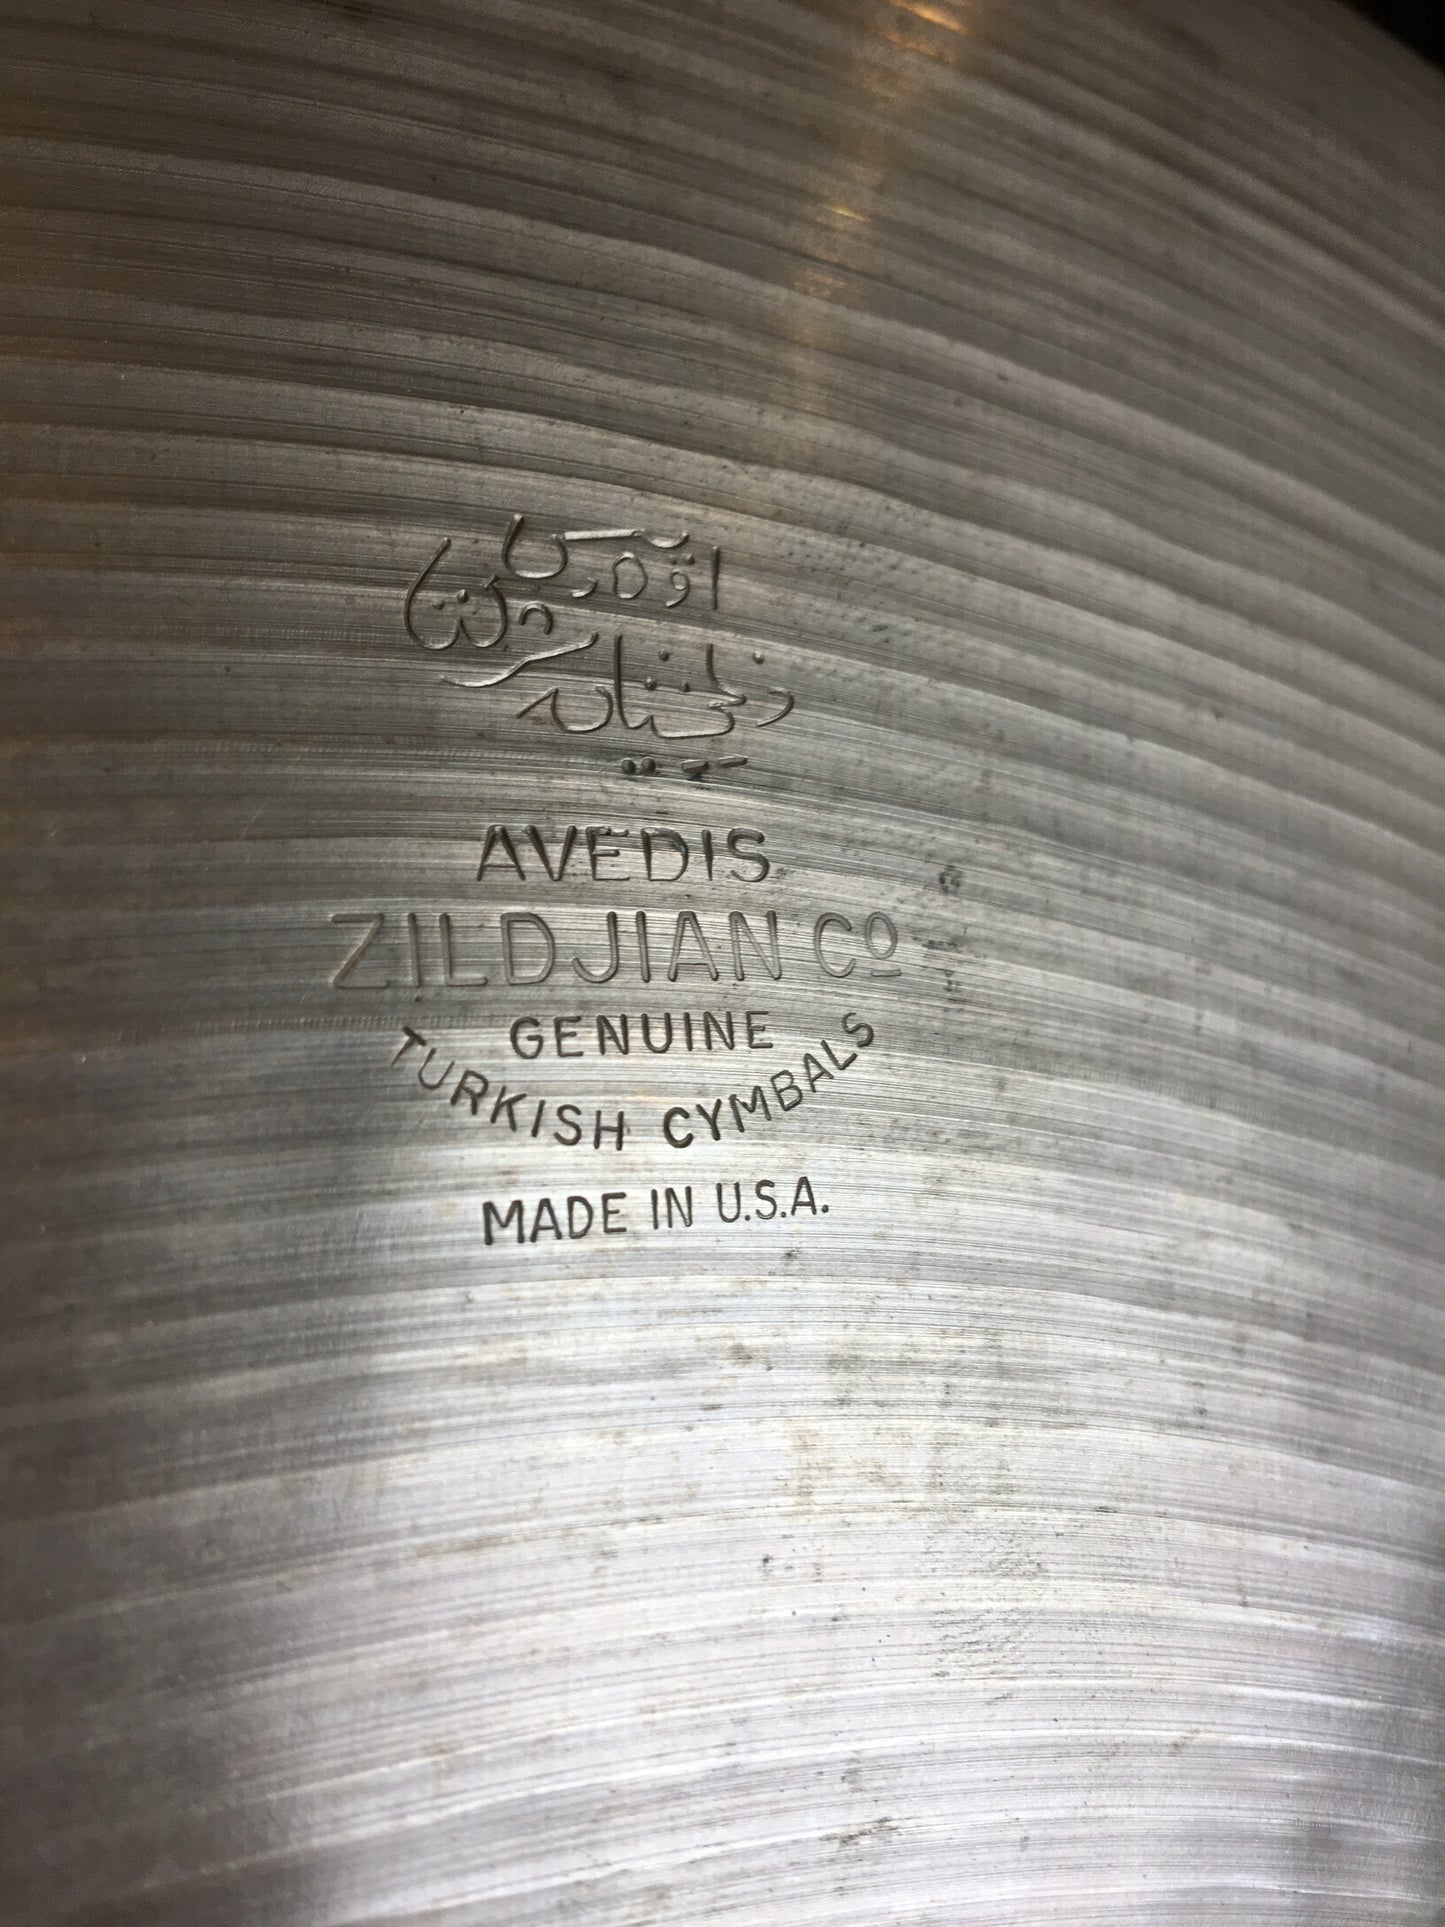 AVEDIS
ZILDJIAN Co
GENUINE
TURKISH CYMBALS
MADE IN U.S.A.